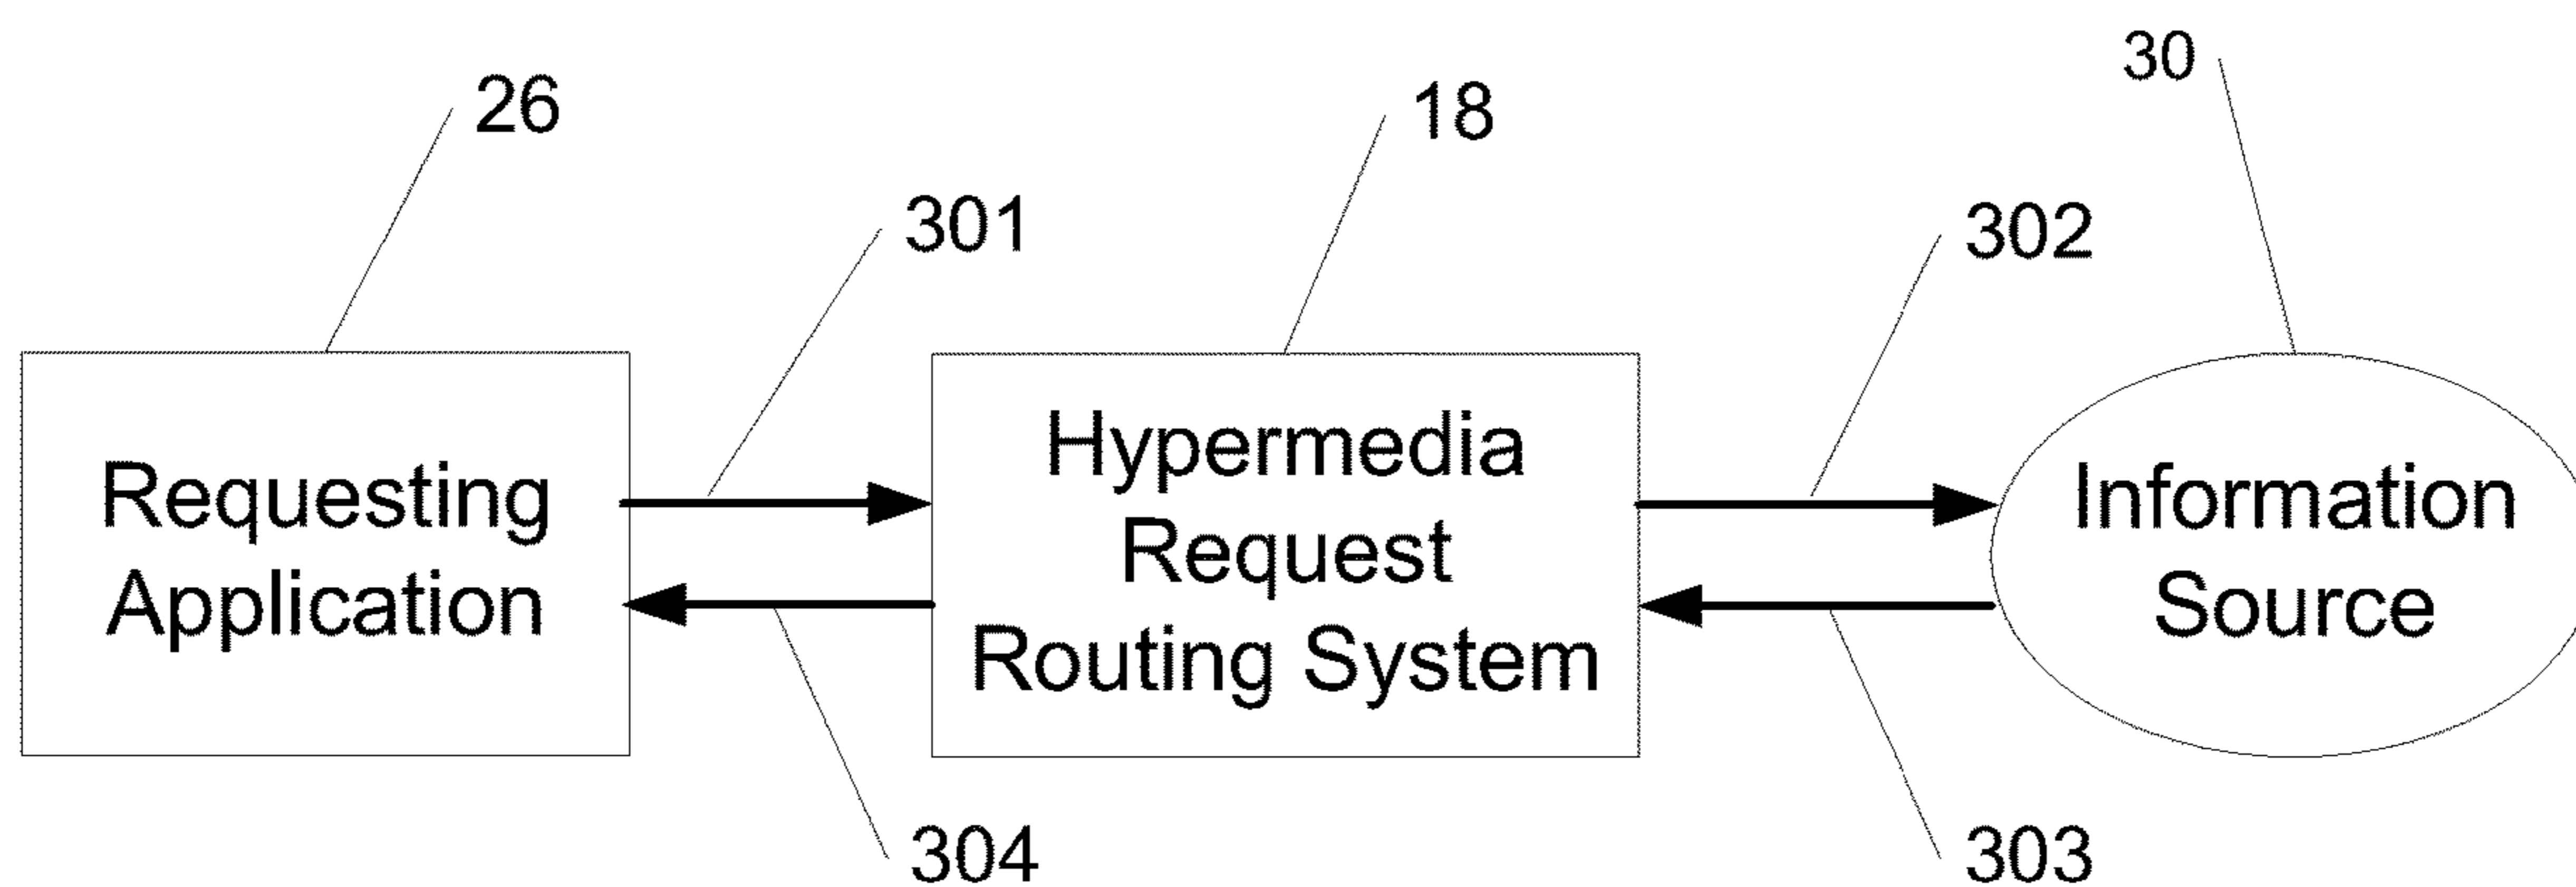 26
301
18
302
30
Requesting
Application
Hypermedia
Request
Routing System
Information
Source
304
303